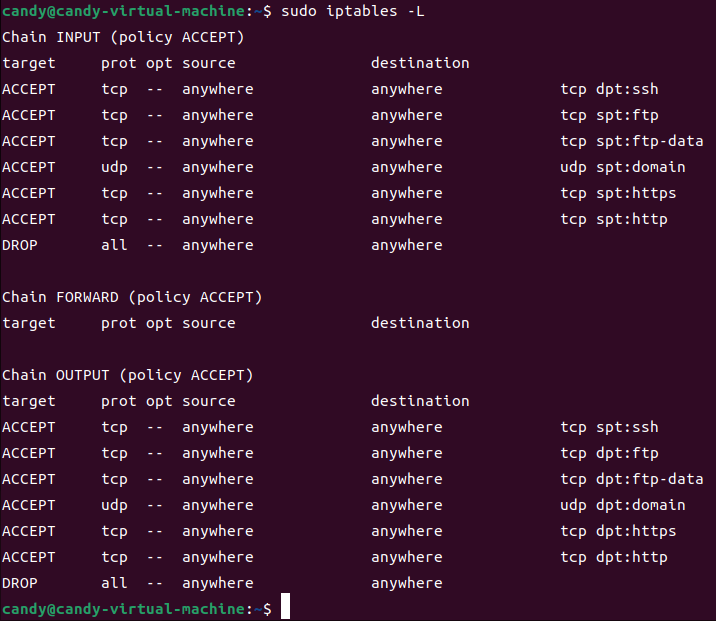 candy@candy-virtual-machine:~$ sudo iptables -L
Chain INPUT (policy ACCEPT)
target     prot opt source               destination
ACCEPT     tcp  --  anywhere             anywhere             tcp dpt:ssh
ACCEPT     tcp  --  anywhere             anywhere             tcp spt:ftp
ACCEPT     tcp  --  anywhere             anywhere             tcp spt:ftp-data
ACCEPT     udp  --  anywhere             anywhere             udp spt:domain
ACCEPT     tcp  --  anywhere             anywhere             tcp spt:https
ACCEPT     tcp  --  anywhere             anywhere             tcp spt:http
DROP       all  --  anywhere             anywhere

Chain FORWARD (policy ACCEPT)
target     prot opt source               destination

Chain OUTPUT (policy ACCEPT)
target     prot opt source               destination
ACCEPT     tcp  --  anywhere             anywhere             tcp spt:ssh
ACCEPT     tcp  --  anywhere             anywhere             tcp dpt:ftp
ACCEPT     tcp  --  anywhere             anywhere             tcp dpt:ftp-data
ACCEPT     udp  --  anywhere             anywhere             udp dpt:domain
ACCEPT     tcp  --  anywhere             anywhere             tcp dpt:https
ACCEPT     tcp  --  anywhere             anywhere             tcp dpt:http
DROP       all  --  anywhere             anywhere
candy@candy-virtual-machine:~$